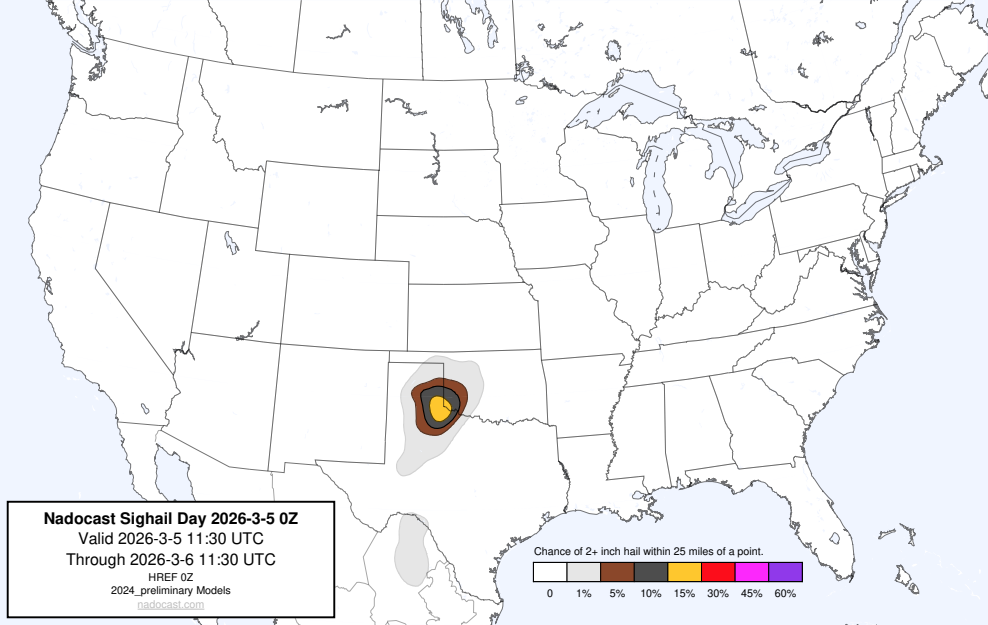 Nadocast Sighail Day 2026-3-5 0Z
Valid 2026-3-5 11:30 UTC
Through 2026-3-6 11:30 UTC
HREF 0Z
2024_preliminary Models
nadocast.com
Chance of 2+ inch hail within 25 miles of a point.
0 1% 5% 10% 15% 30% 45% 60%